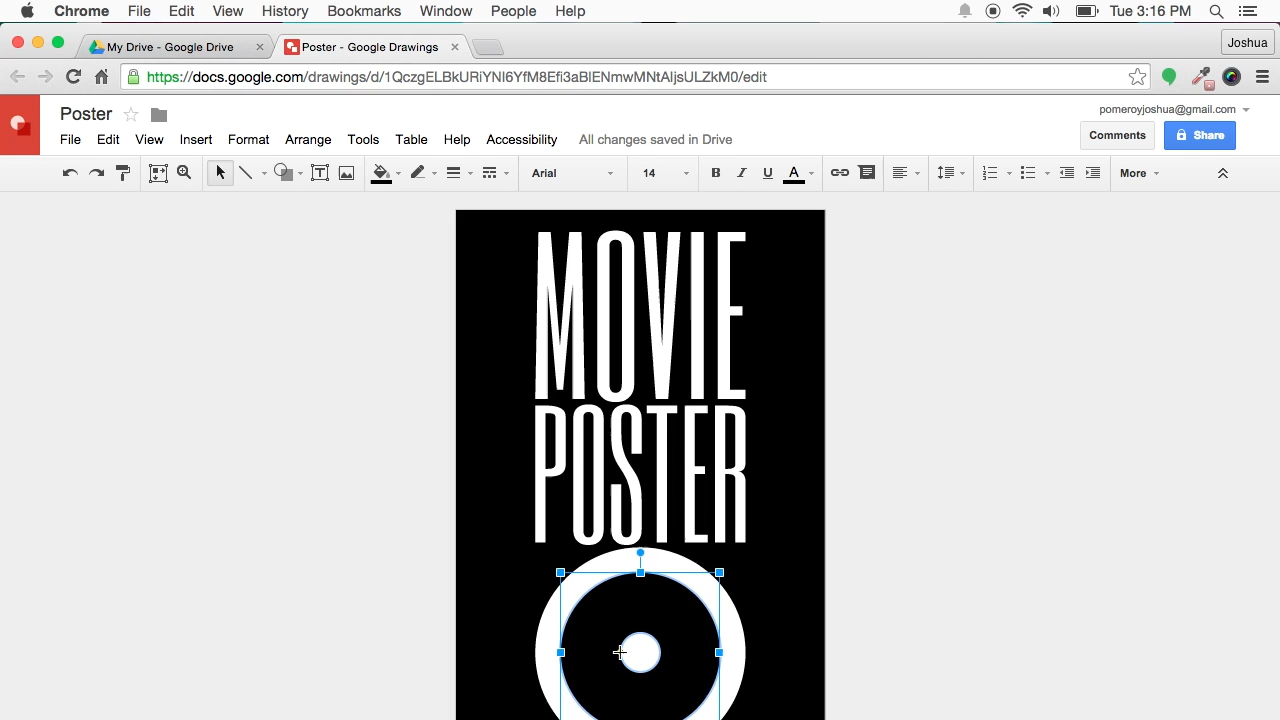 Chrome File Edit View History Bookmarks Window People Help Tue 3:16 PM
My Drive - Google Drive Poster - Google Drawings Joshua
https://docs.google.com/drawings/d/1QczgELBkURiYNI6YfM8Efi3aBIENmwMNtAljsULZkM0/edit
Poster pomeroyjoshua@gmail.com
File Edit View Insert Format Arrange Tools Table Help Accessibility All changes saved in Drive Comments Share
Arial 14 B I U A More
MOVIE
POSTER